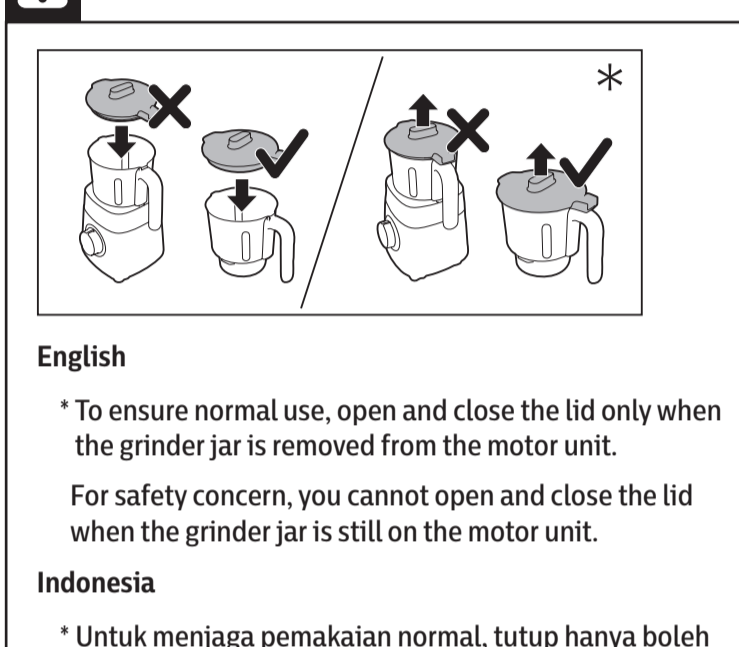 *
English
* To ensure normal use, open and close the lid only when
the grinder jar is removed from the motor unit.
For safety concern, you cannot open and close the lid
when the grinder jar is still on the motor unit.
Indonesia
* Untuk menjaga pemakaian normal, tutup hanya boleh